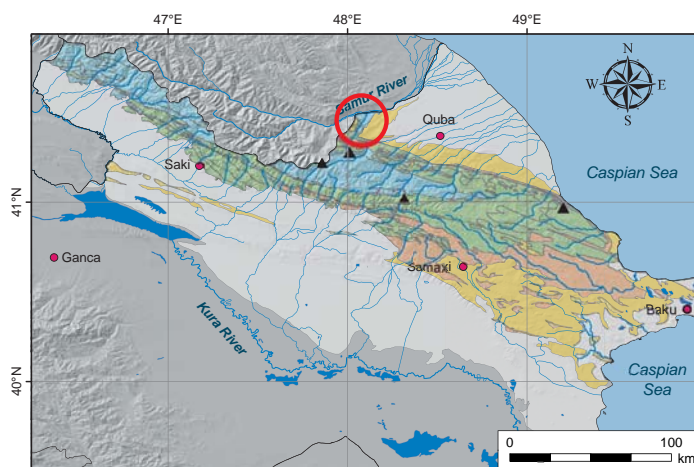 47°E
48°E
49°E
N
W
E
S
Samur River
Quba
Caspian Sea
Saki
41°N
Ganca
Samaxi
Baku
Kura River
Caspian
Sea
40°N
0
100
km